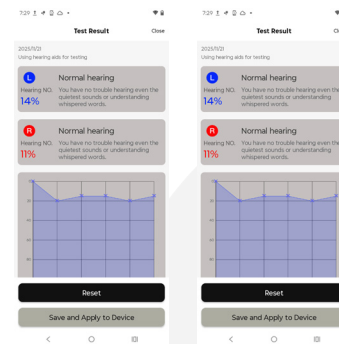 7:29
Test Result
Close
2025/11/21
Using hearing aids for testing
L
Normal hearing
Hearing NO.
14%
You have no trouble hearing even the
quietest sounds or understanding
whispered words.
R
Normal hearing
Hearing NO.
11%
You have no trouble hearing even the
quietest sounds or understanding
whispered words.
Reset
Save and Apply to Device
7:29
Test Result
Clo
2025/11/21
Using hearing aids for testing
L
Normal hearing
Hearing NO.
14%
You have no trouble hearing even the
quietest sounds or understanding
whispered words.
R
Normal hearing
Hearing NO.
11%
You have no trouble hearing even the
quietest sounds or understanding
whispered words.
Reset
Save and Apply to Device